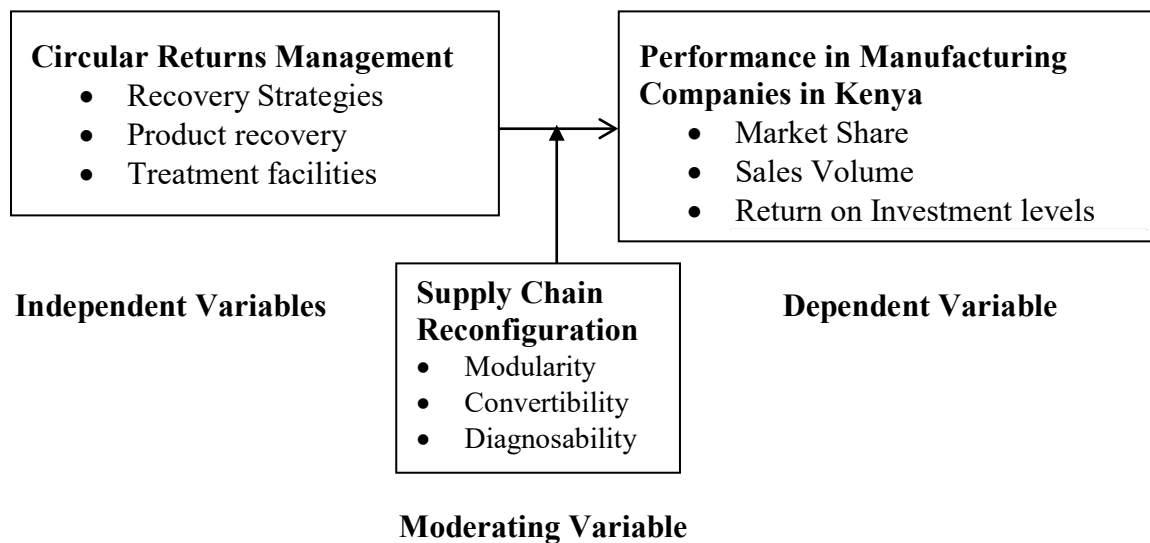 Circular Returns Management
• Recovery Strategies
• Product recovery
• Treatment facilities
Performance in Manufacturing
Companies in Kenya
• Market Share
• Sales Volume
• Return on Investment levels
Independent Variables
Supply Chain
Reconfiguration
• Modularity
• Convertibility
• Diagnosability
Dependent Variable
Moderating Variable